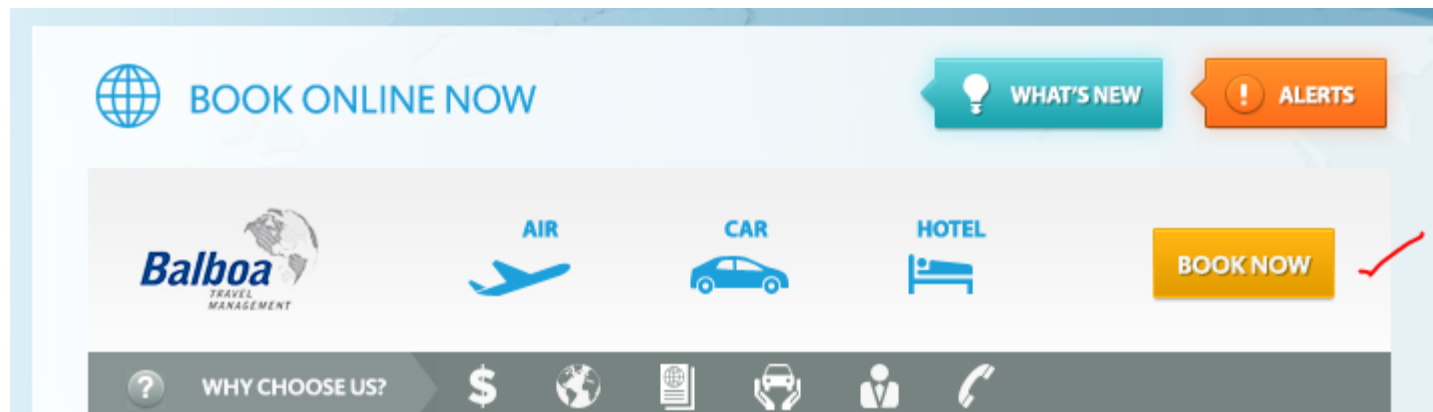 BOOK ONLINE NOW
WHAT'S NEW
ALERTS
Balboa
TRAVEL
MANAGEMENT
AIR
CAR
HOTEL
BOOK NOW
WHY CHOOSE US?